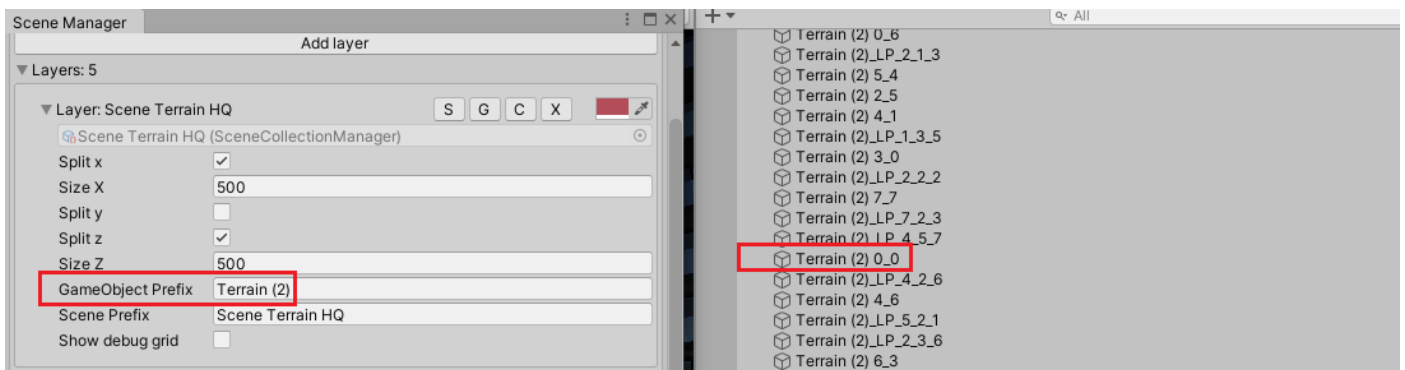 Scene Manager
Add layer
Layers: 5
Layer: Scene Terrain HQ S G C X
Scene Terrain HQ (SceneCollectionManager)
Split x
Size X 500
Split y
Split z
Size Z 500
GameObject Prefix Terrain (2)
Scene Prefix Scene Terrain HQ
Show debug grid
All
Terrain (2) 0_6
Terrain (2)_LP_2_1_3
Terrain (2) 5_4
Terrain (2) 2_5
Terrain (2) 4_1
Terrain (2)_LP_1_3_5
Terrain (2) 3_0
Terrain (2)_LP_2_2_2
Terrain (2) 7_7
Terrain (2)_LP_7_2_3
Terrain (2)_LP_4_5_7
Terrain (2) 0_0
Terrain (2)_LP_4_2_6
Terrain (2) 4_6
Terrain (2)_LP_5_2_1
Terrain (2)_LP_2_3_6
Terrain (2) 6_3